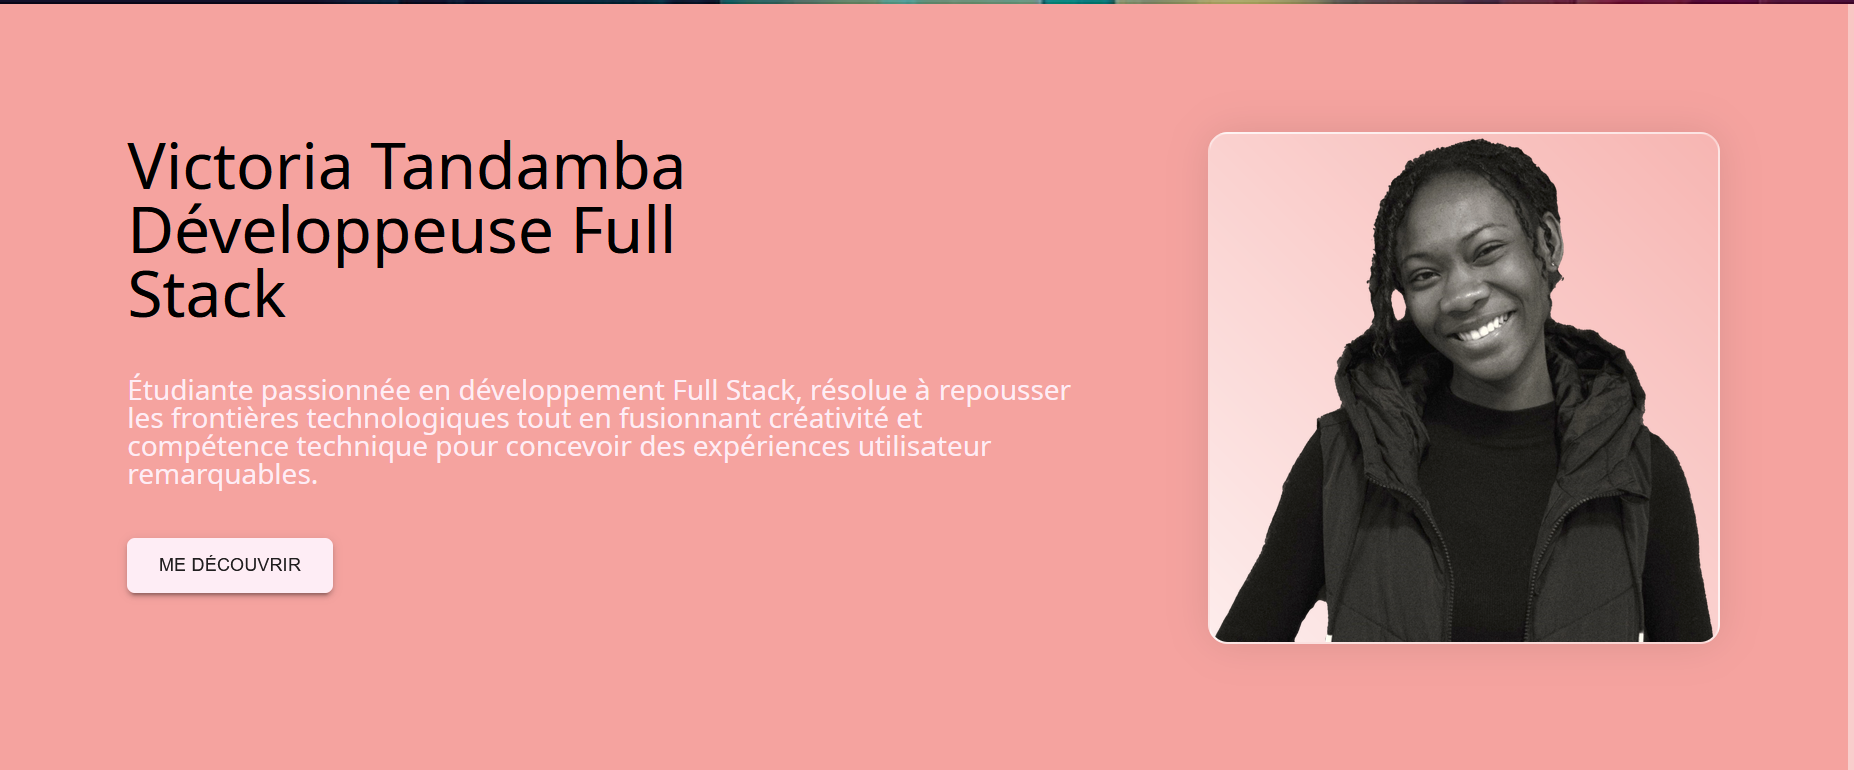 Victoria Tandamba
Développeuse Full
Stack
Étudiante passionnée en développement Full Stack, résolue à repousser
les frontières technologiques tout en fusionnant créativité et
compétence technique pour concevoir des expériences utilisateur
remarquables.
ME DÉCOUVRIR